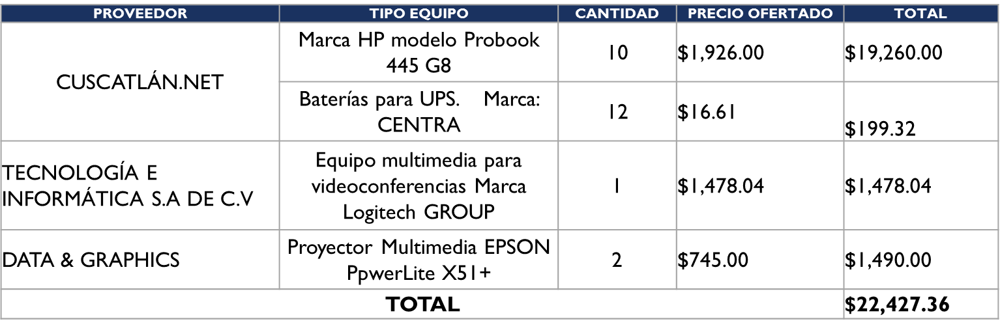 PROVEEDOR TIPO EQUIPO CANTIDAD PRECIO OFERTADO TOTAL
CUSCATLÁN.NET
Marca HP modelo Probook
445 G8
10 $1,926.00 $19,260.00
Baterías para UPS. Marca:
CENTRA
12 $16.61 $199.32
TECNOLOGÍA E
INFORMÁTICA S.A DE C.V
Equipo multimedia para
videoconferencias Marca
Logitech GROUP
1 $1,478.04 $1,478.04
DATA & GRAPHICS
Proyector Multimedia EPSON
PpwerLite X51+
2 $745.00 $1,490.00
TOTAL $22,427.36